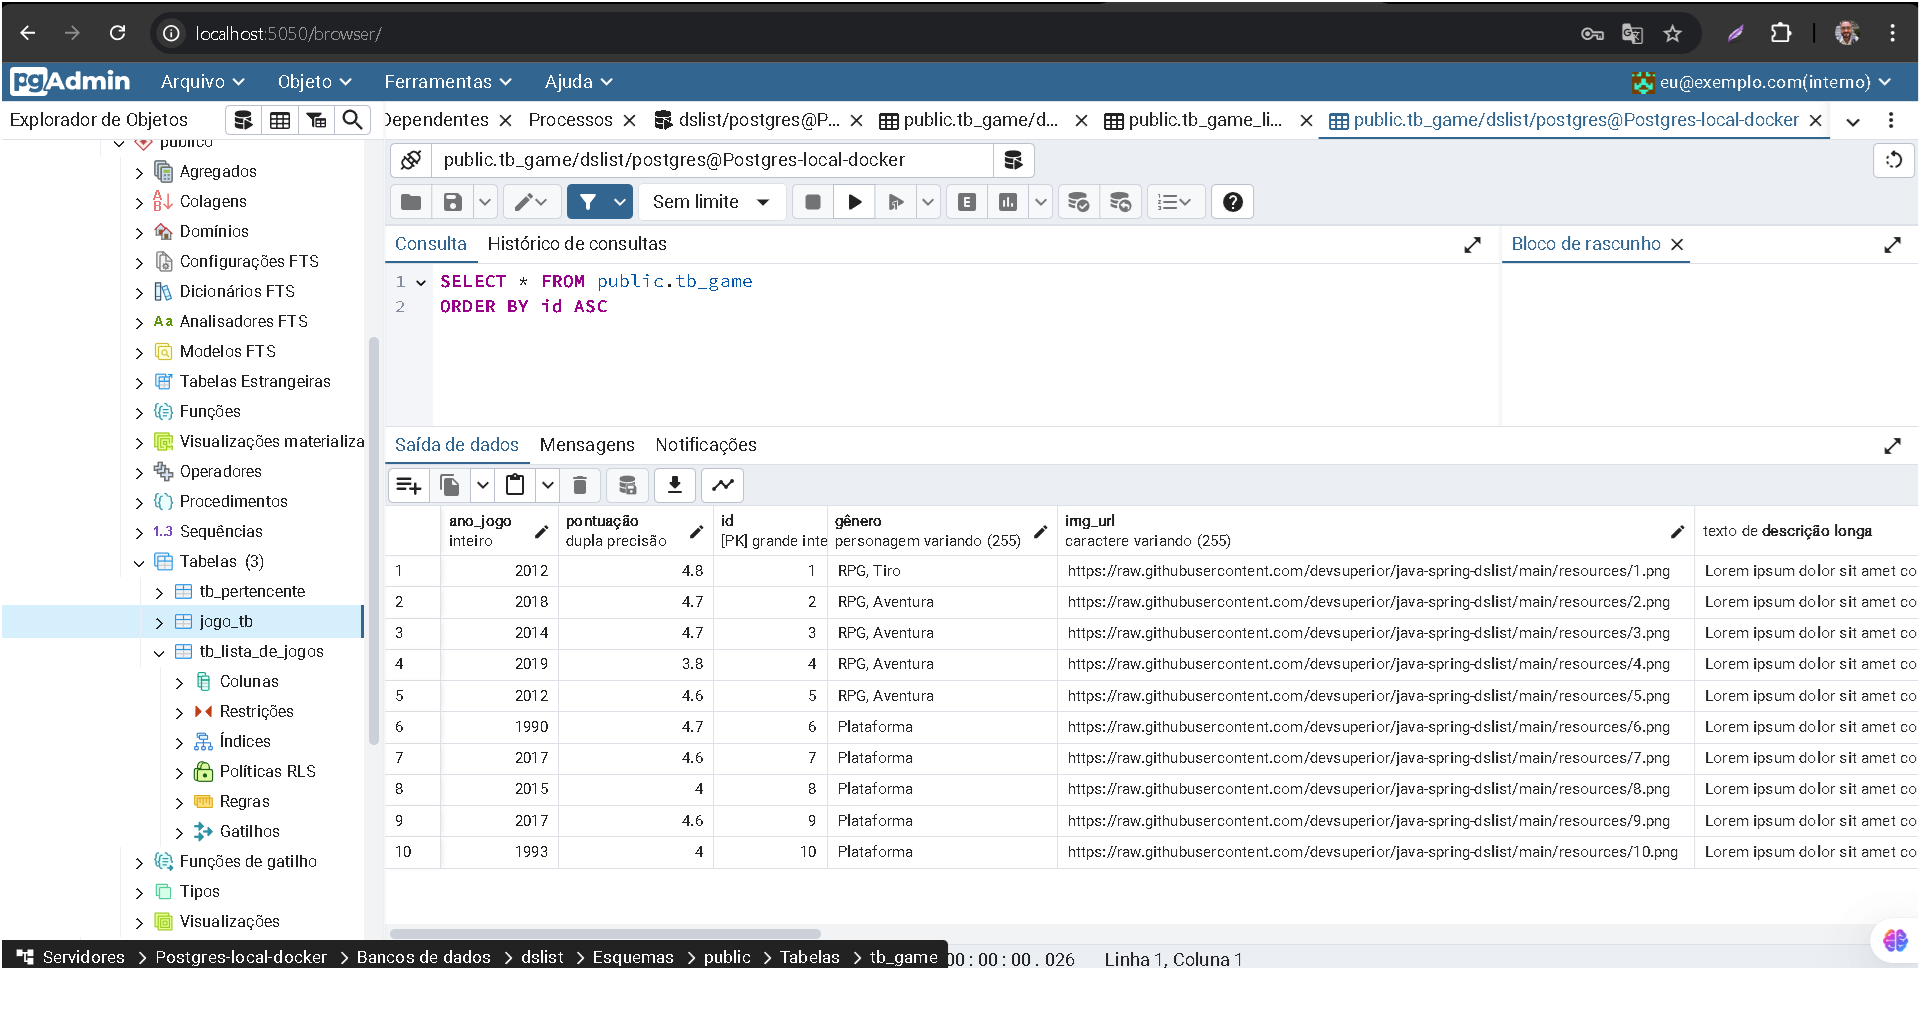 localhost:5050/browser/
pgAdmin Arquivo Objeto Ferramentas Ajuda eu@exemplo.com(interno)
Explorador de Objetos
Dependentes Processos dslist/postgres@P... public.tb_game/d... public.tb_game_li... public.tb_game/dslist/postgres@Postgres-local-docker
público
Agregados
Colagens
Domínios
Configurações FTS
Dicionários FTS
Aa Analisadores FTS
Modelos FTS
Tabelas Estrangeiras
Funções
Visualizações materializa
Operadores
Procedimentos
1..3 Sequências
Tabelas (3)
tb_pertencente
jogo_tb
tb_lista_de_jogos
Colunas
Restrições
Índices
Políticas RLS
Regras
Gatilhos
Funções de gatilho
Tipos
Visualizações
public.tb_game/dslist/postgres@Postgres-local-docker
Sem limite
Consulta Histórico de consultas
Bloco de rascunho
1 SELECT * FROM public.tb_game
2 ORDER BY id ASC
Saída de dados Mensagens Notificações
ano_jogo inteiro
pontuação dupla precisão
id [PK] grande inte
gênero personagem variando (255)
img_url caractere variando (255)
texto de descrição longa
1 2012 4.8 1 RPG, Tiro https://raw.githubusercontent.com/devsuperior/java-spring-dslist/main/resources/1.png Lorem ipsum dolor sit amet co
2 2018 4.7 2 RPG, Aventura https://raw.githubusercontent.com/devsuperior/java-spring-dslist/main/resources/2.png Lorem ipsum dolor sit amet co
3 2014 4.7 3 RPG, Aventura https://raw.githubusercontent.com/devsuperior/java-spring-dslist/main/resources/3.png Lorem ipsum dolor sit amet co
4 2019 3.8 4 RPG, Aventura https://raw.githubusercontent.com/devsuperior/java-spring-dslist/main/resources/4.png Lorem ipsum dolor sit amet co
5 2012 4.6 5 RPG, Aventura https://raw.githubusercontent.com/devsuperior/java-spring-dslist/main/resources/5.png Lorem ipsum dolor sit amet co
6 1990 4.7 6 Plataforma https://raw.githubusercontent.com/devsuperior/java-spring-dslist/main/resources/6.png Lorem ipsum dolor sit amet co
7 2017 4.6 7 Plataforma https://raw.githubusercontent.com/devsuperior/java-spring-dslist/main/resources/7.png Lorem ipsum dolor sit amet co
8 2015 4 8 Plataforma https://raw.githubusercontent.com/devsuperior/java-spring-dslist/main/resources/8.png Lorem ipsum dolor sit amet co
9 2017 4.6 9 Plataforma https://raw.githubusercontent.com/devsuperior/java-spring-dslist/main/resources/9.png Lorem ipsum dolor sit amet co
10 1993 4 10 Plataforma https://raw.githubusercontent.com/devsuperior/java-spring-dslist/main/resources/10.png Lorem ipsum dolor sit amet co
Servidores > Postgres-local-docker > Bancos de dados > dslist > Esquemas > public > Tabelas > tb_game 00:00:00.026 Linha 1, Coluna 1